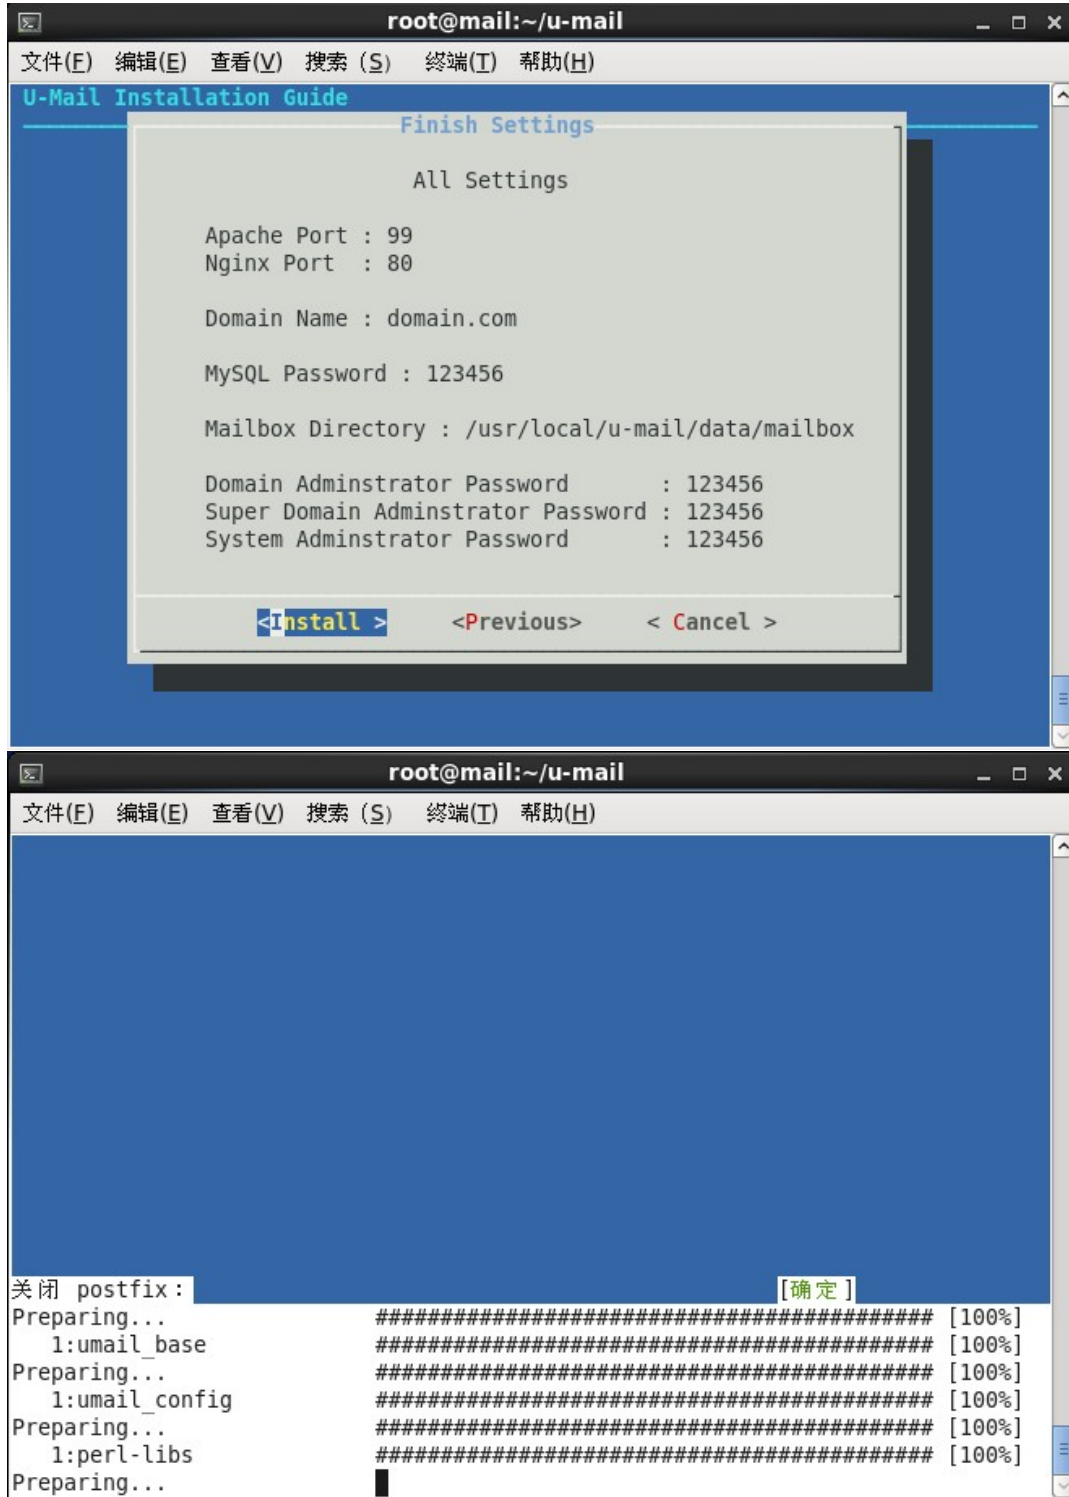 root@mail:~/u-mail
文件(F) 编辑(E) 查看(V) 搜索 (S) 终端(T) 帮助(H)
U-Mail Installation Guide
Finish Settings
All Settings
Apache Port : 99
Nginx Port : 80
Domain Name : domain.com
MySQL Password : 123456
Mailbox Directory : /usr/local/u-mail/data/mailbox
Domain Adminstrator Password : 123456
Super Domain Adminstrator Password : 123456
System Adminstrator Password : 123456
<Install > <Previous> < Cancel >
root@mail:~/u-mail
文件(F) 编辑(E) 查看(V) 搜索 (S) 终端(T) 帮助(H)
关闭 postfix： [确定]
Preparing... ########################################### [100%]
1:umail_base ########################################### [100%]
Preparing... ########################################### [100%]
1:umail_config ########################################### [100%]
Preparing... ########################################### [100%]
1:perl-libs ########################################### [100%]
Preparing...